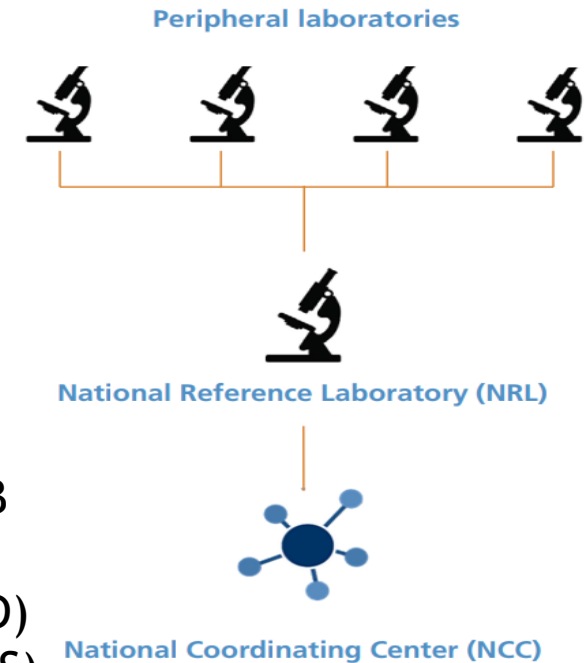 Peripheral laboratories
National Reference Laboratory (NRL)
National Coordinating Center (NCC)